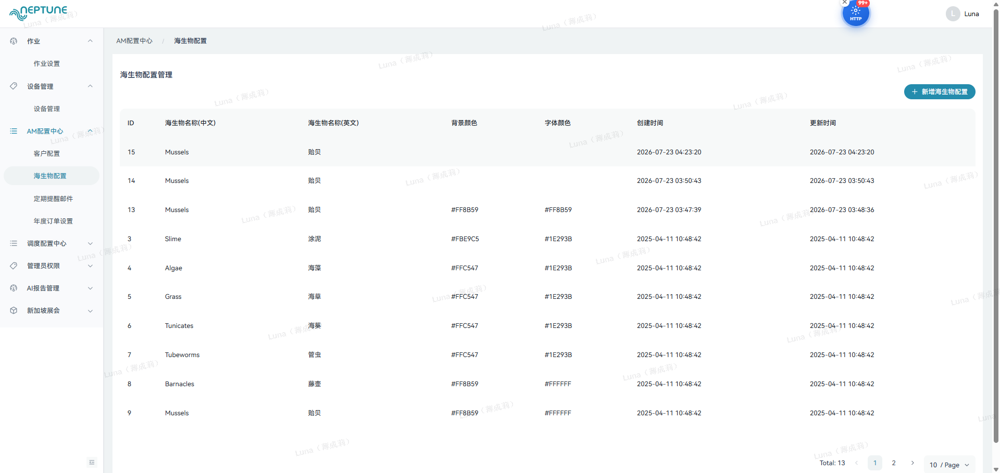 NEPTUNE
99+
HTTP
L Luna
作业
作业设置
设备管理
设备管理
AM配置中心
客户配置
海生物配置
定期提醒邮件
年度订单设置
调度配置中心
管理员权限
AI报告管理
新加坡展会
AM配置中心 / 海生物配置
海生物配置管理
新增海生物配置
ID 海生物名称(中文) 海生物名称(英文) 背景颜色 字体颜色 创建时间 更新时间
15 Mussels 贻贝 2026-07-23 04:23:20 2026-07-23 04:23:20
14 Mussels 贻贝 2026-07-23 03:50:43 2026-07-23 03:50:43
13 Mussels 贻贝 #FF8B59 #FF8B59 2026-07-23 03:47:39 2026-07-23 03:48:36
3 Slime 涂泥 #FBE9C5 #1E293B 2025-04-11 10:48:42 2025-04-11 10:48:42
4 Algae 海藻 #FFC547 #1E293B 2025-04-11 10:48:42 2025-04-11 10:48:42
5 Grass 海草 #FFC547 #1E293B 2025-04-11 10:48:42 2025-04-11 10:48:42
6 Tunicates 海葵 #FFC547 #1E293B 2025-04-11 10:48:42 2025-04-11 10:48:42
7 Tubeworms 管虫 #FFC547 #1E293B 2025-04-11 10:48:42 2025-04-11 10:48:42
8 Barnacles 藤壶 #FF8B59 #FFFFFF 2025-04-11 10:48:42 2025-04-11 10:48:42
9 Mussels 贻贝 #FF8B59 #FFFFFF 2025-04-11 10:48:42 2025-04-11 10:48:42
Total: 13 1 2 10 / Page
Luna（薄成莉）